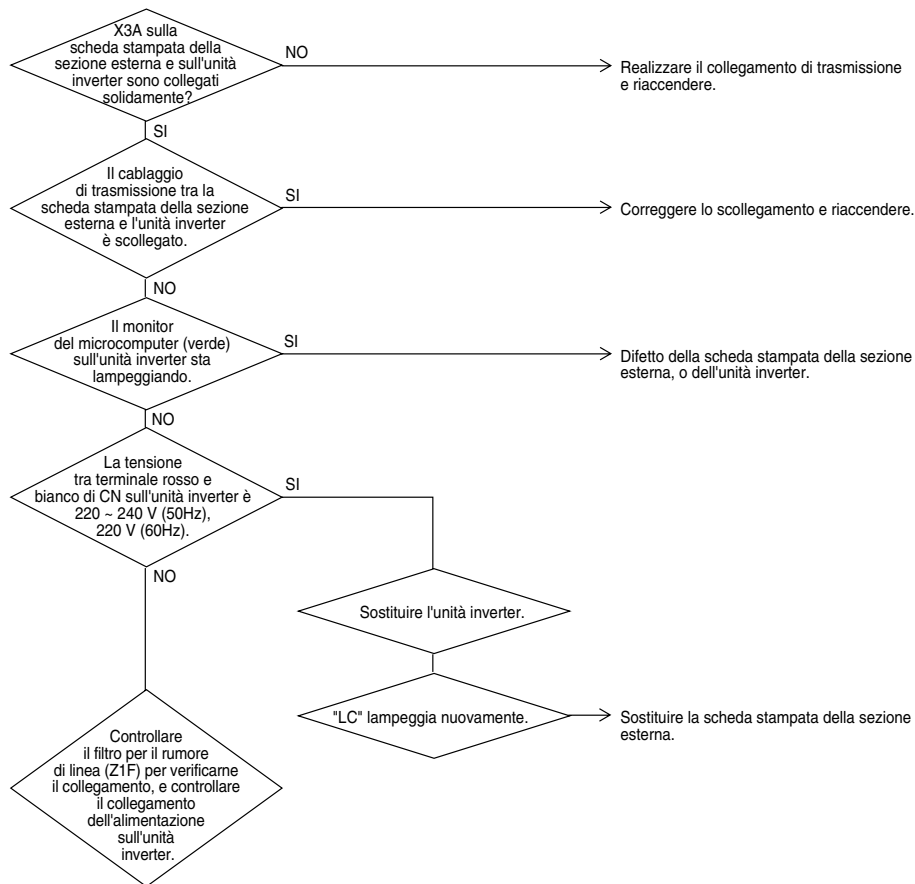 X3A sulla
scheda stampata della
sezione esterna e sull'unità
inverter sono collegati
solidamente?
NO
Realizzare il collegamento di trasmissione
e riaccendere.
SI
Il cablaggio
di trasmissione tra la
scheda stampata della sezione
esterna e l'unità inverter
è scollegato.
SI
Correggere lo scollegamento e riaccendere.
NO
Il monitor
del microcomputer (verde)
sull'unità inverter sta
lampeggiando.
SI
Difetto della scheda stampata della sezione
esterna, o dell'unità inverter.
NO
La tensione
tra terminale rosso e
bianco di CN sull'unità inverter è
220 ~ 240 V (50Hz),
220 V (60Hz).
SI
NO
Sostituire l'unità inverter.
"LC" lampeggia nuovamente.
Sostituire la scheda stampata della sezione
esterna.
Controllare
il filtro per il rumore
di linea (Z1F) per verificarne
il collegamento, e controllare
il collegamento
dell'alimentazione
sull'unità
inverter.